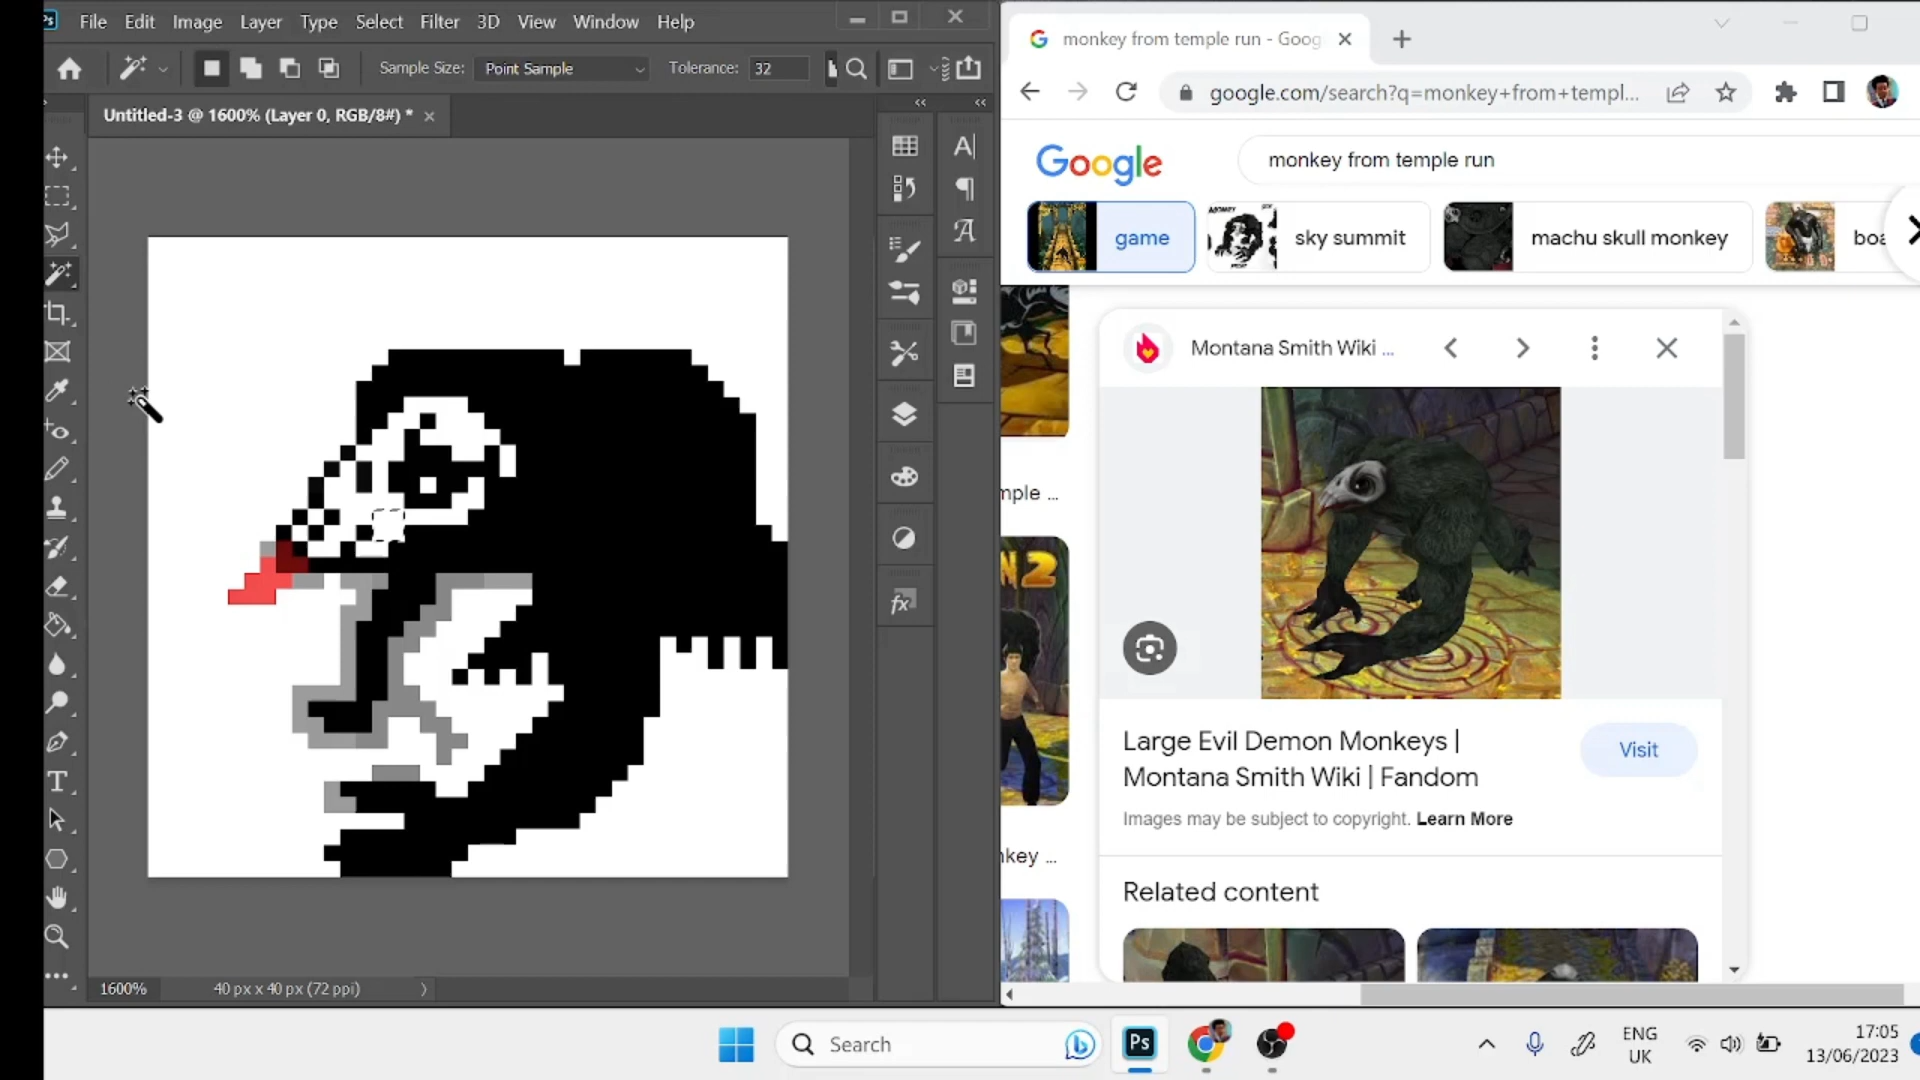 Ps File Edit Image Layer Type Select Filter 3D View Window Help
Sample Size: Point Sample Tolerance: 32
Untitled-3 @ 1600% (Layer 0, RGB/8#) *
1600% 40 px x 40 px (72 ppi)
monkey from temple run - Goog
google.com/search?q=monkey+from+templ...
Google
monkey from temple run
game
sky summit
machu skull monkey
Montana Smith Wiki ...
Large Evil Demon Monkeys |
Montana Smith Wiki | Fandom
Visit
Images may be subject to copyright. Learn More
Related content
Search
Ps
ENG
UK
17:05
13/06/2023